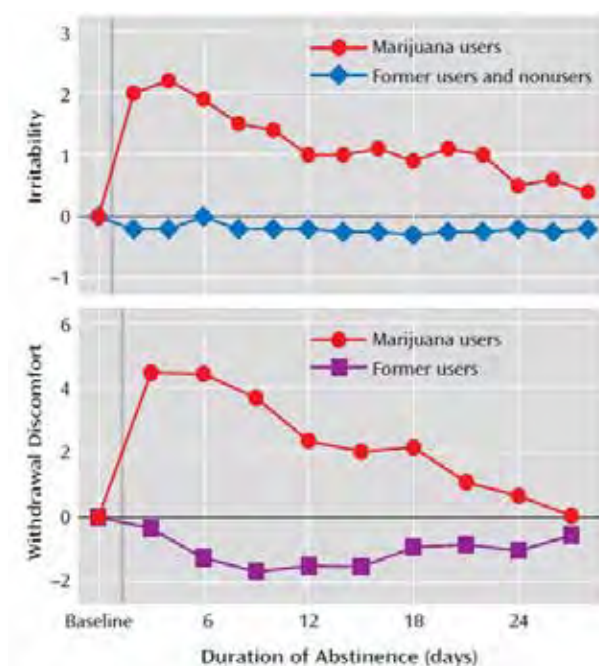 3
Marijuana users
Former users and nonusers
2
1
0
−1
Irritability
6
Marijuana users
Former users
4
2
0
−2
Withdrawal Discomfort
Baseline 6 12 18 24
Duration of Abstinence (days)